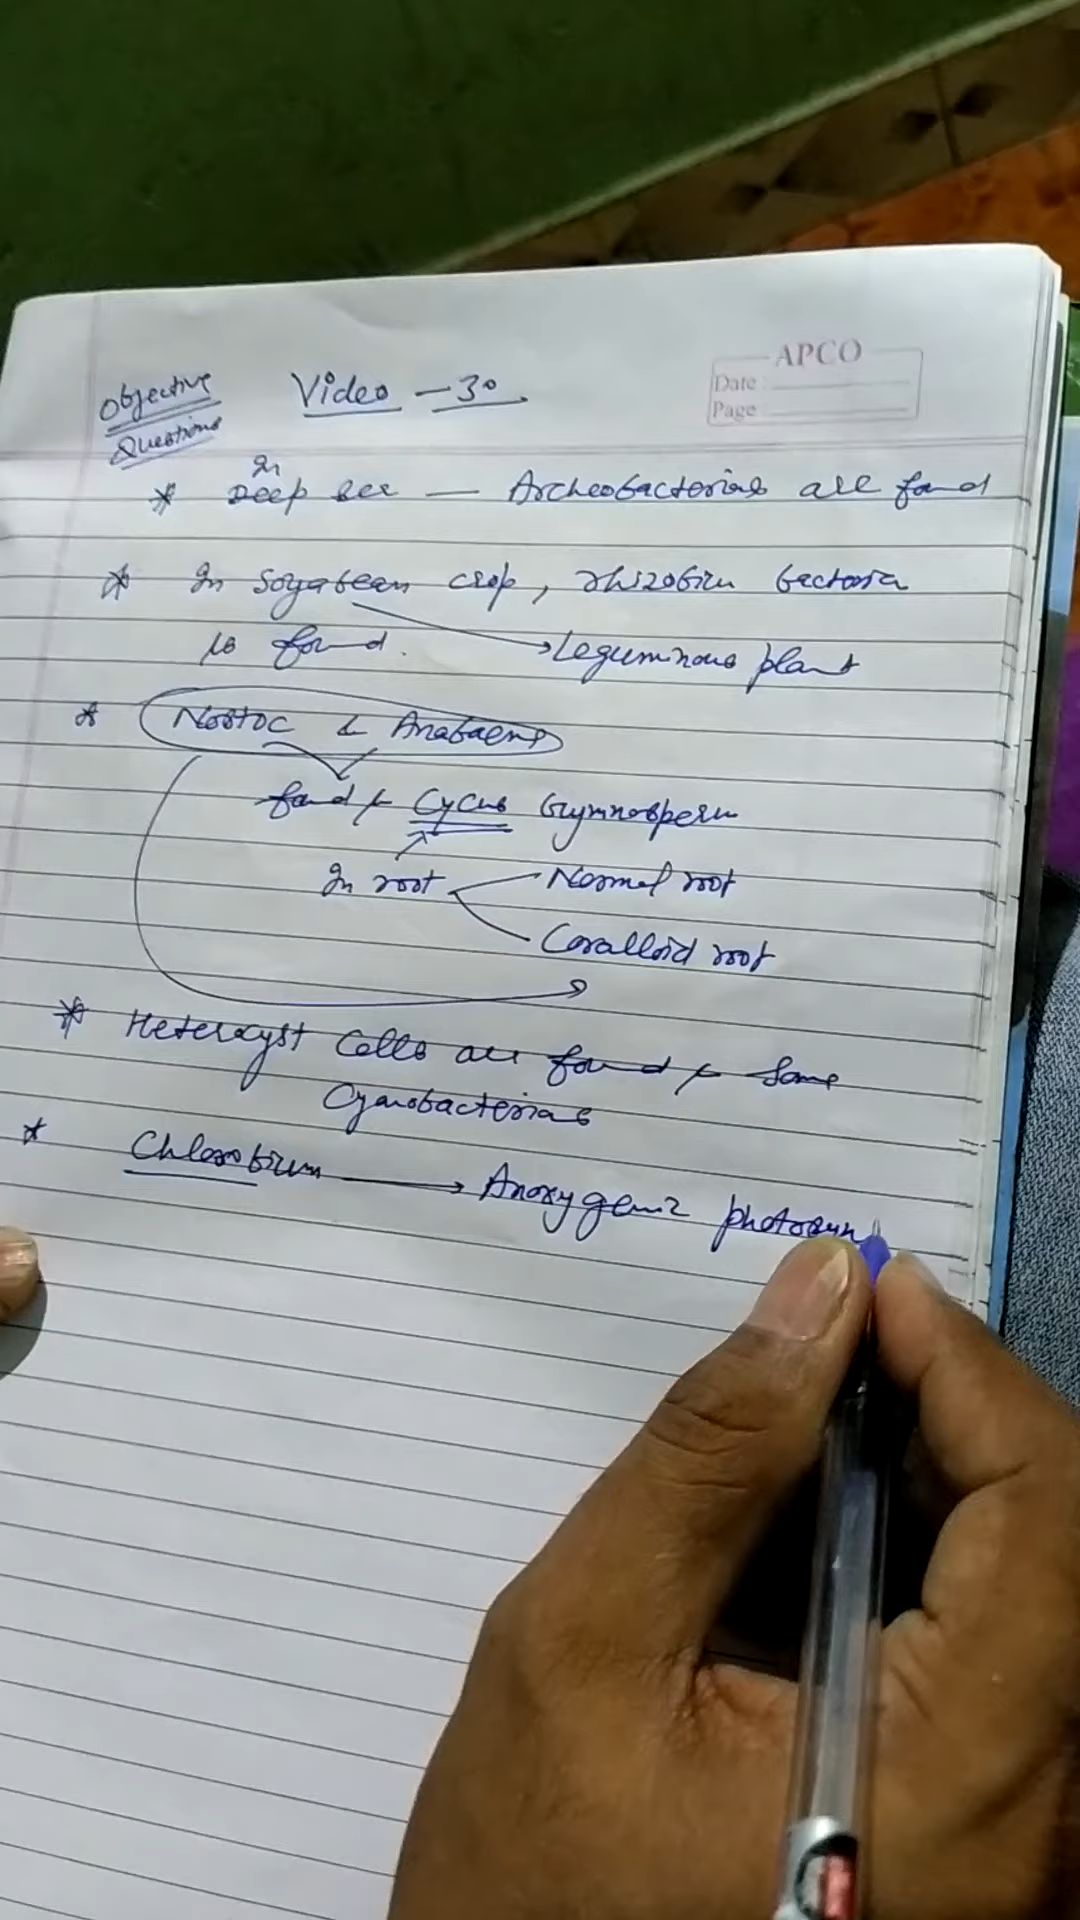 APCO
Date
Page
Objective
Questions
Video - 30
* In Deep sea — Archeobacterias are found
* In Soyabean crop, rhizobium bacteria
is found. → Leguminous plant
* Nostoc & Anabaena
found in Cycus Gymnosperm
In root
Normal root
Coralloid root
* Heterocyst Cells are found in Some
Cyanobacterias
* Chlorobium → Anoxygenic photosyn